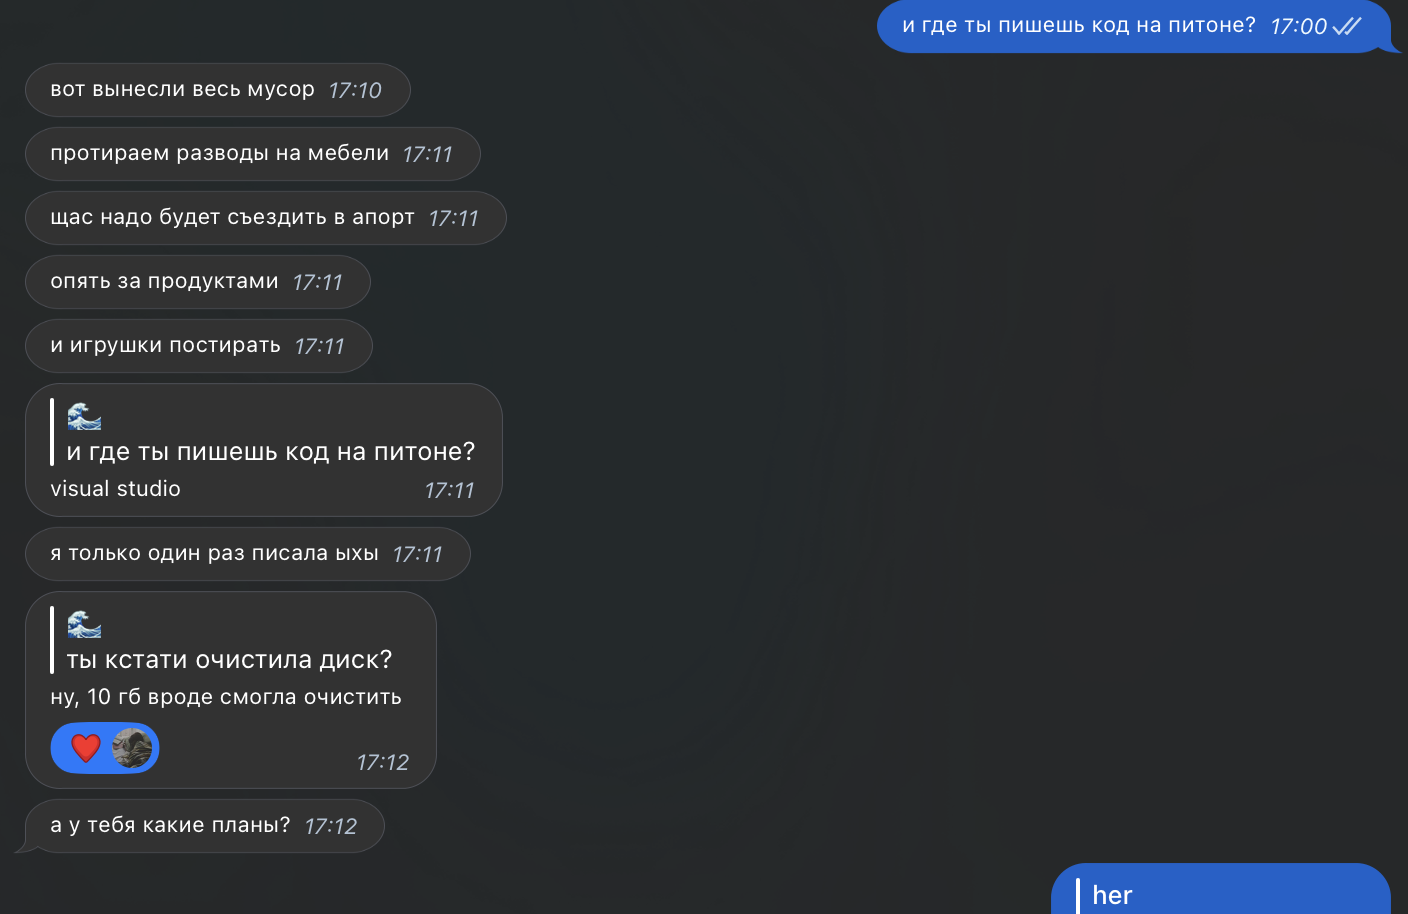 и где ты пишешь код на питоне? 17:00
вот вынесли весь мусор 17:10
протираем разводы на мебели 17:11
щас надо будет съездить в апорт 17:11
опять за продуктами 17:11
и игрушки постирать 17:11
🌊
и где ты пишешь код на питоне?
visual studio 17:11
я только один раз писала ыхы 17:11
🌊
ты кстати очистила диск?
ну, 10 гб вроде смогла очистить
❤️ 17:12
а у тебя какие планы? 17:12
her